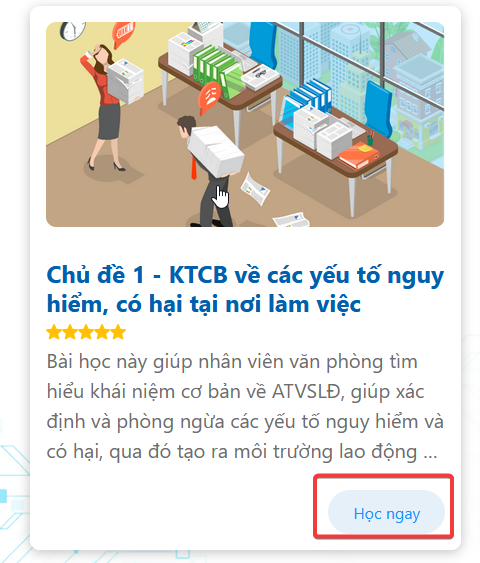 Chủ đề 1 - KTCB về các yếu tố nguy
hiểm, có hại tại nơi làm việc
Bài học này giúp nhân viên văn phòng tìm
hiểu khái niệm cơ bản về ATVSLĐ, giúp xác
định và phòng ngừa các yếu tố nguy hiểm và
có hại, qua đó tạo ra môi trường lao động ...
Học ngay